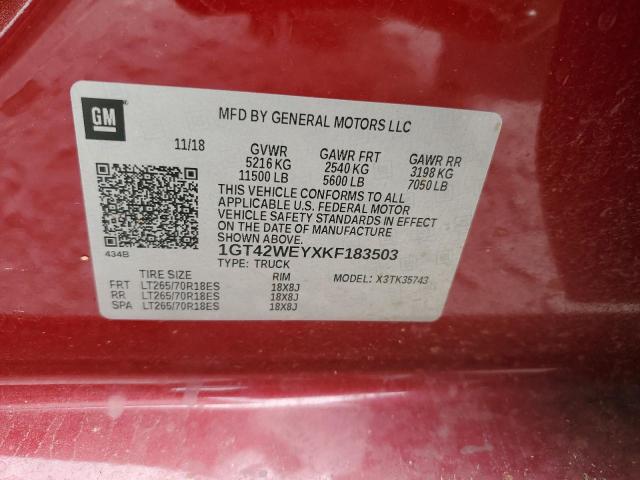 GM
MFD BY GENERAL MOTORS LLC
11/18 GVWR GAWR FRT GAWR RR
5216 KG 2540 KG 3198 KG
11500 LB 5600 LB 7050 LB
THIS VEHICLE CONFORMS TO ALL
APPLICABLE U.S. FEDERAL MOTOR
VEHICLE SAFETY STANDARDS IN EFFECT
ON THE DATE OF MANUFACTURE
SHOWN ABOVE.
434B 1GT42WEYXKF183503
TYPE: TRUCK
TIRE SIZE RIM MODEL: X3TK35743
FRT LT265/70R18ES 18X8J
RR LT265/70R18ES 18X8J
SPA LT265/70R18ES 18X8J